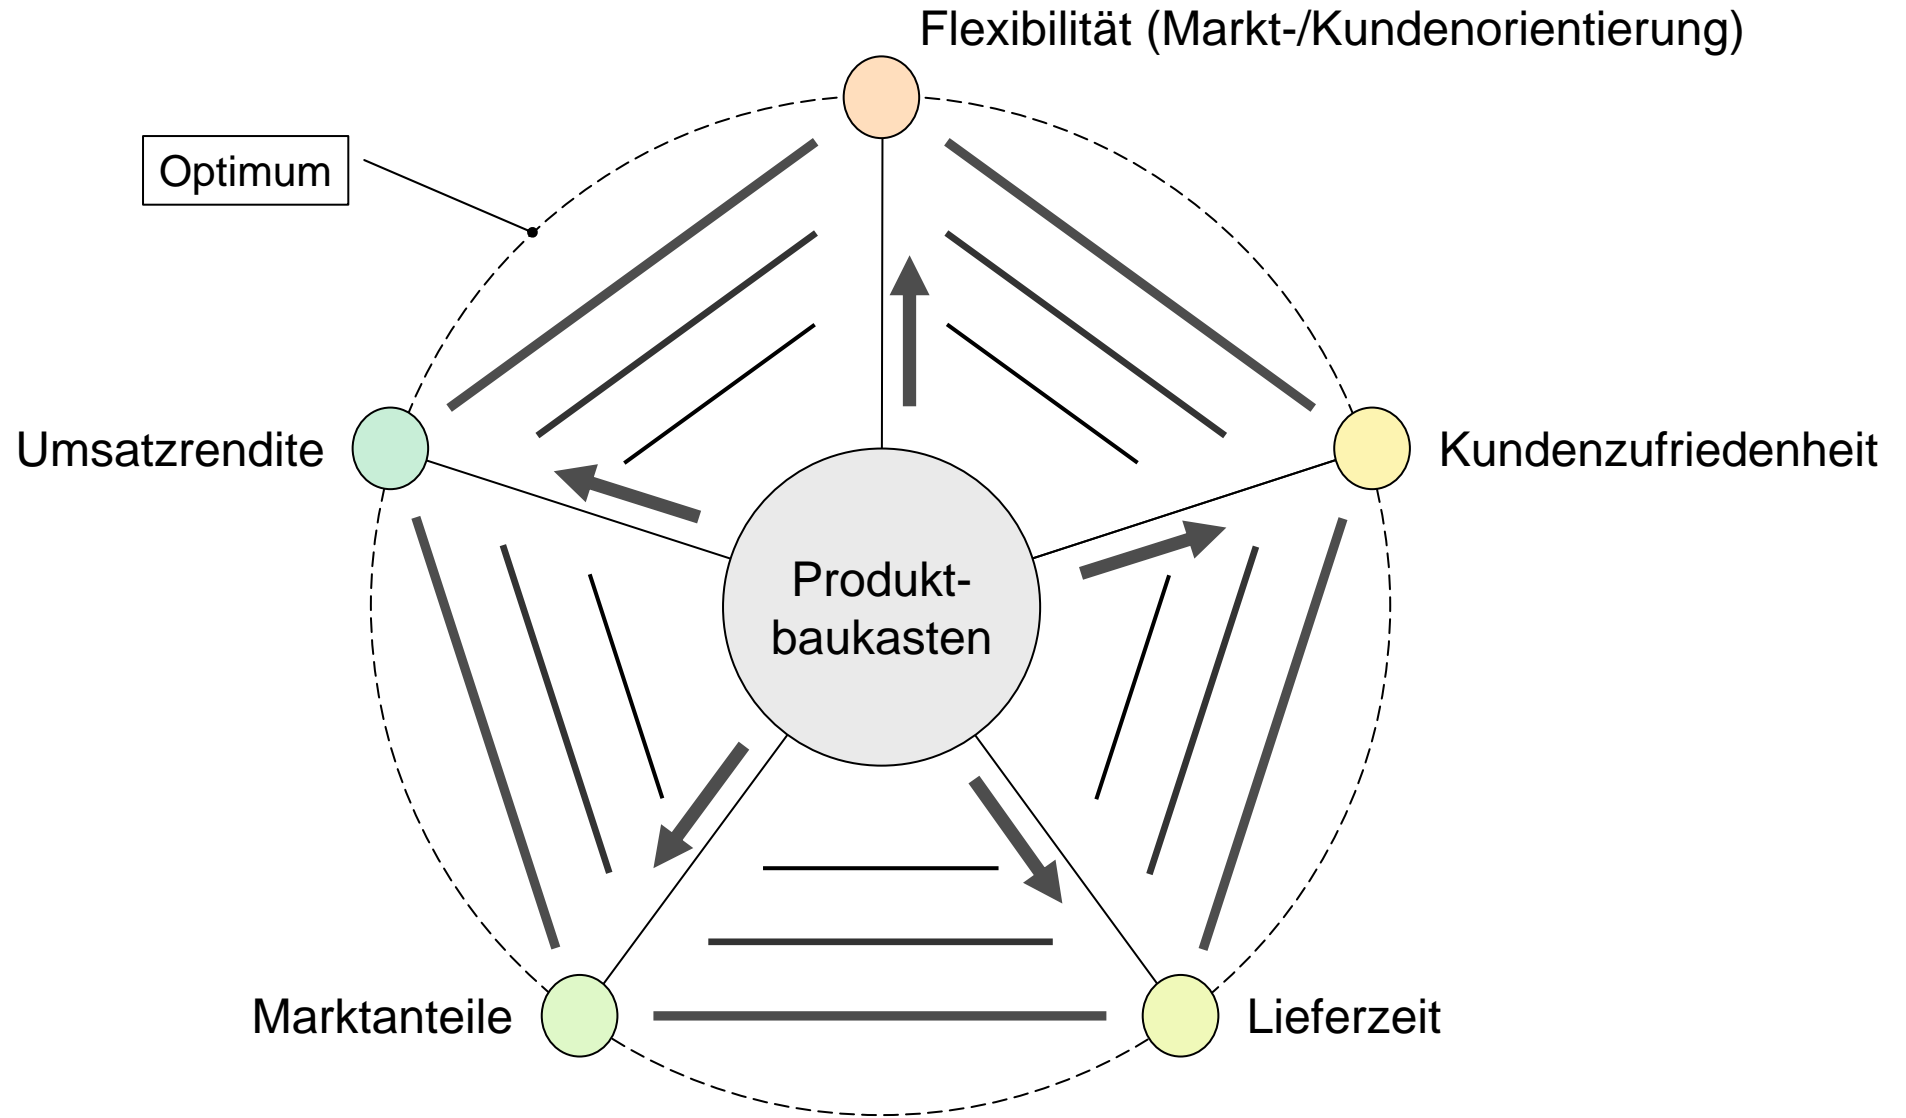 Flexibilität (Markt-/Kundenorientierung)
Optimum
Umsatzrendite
Kundenzufriedenheit
Produkt-
baukasten
Marktanteile
Lieferzeit